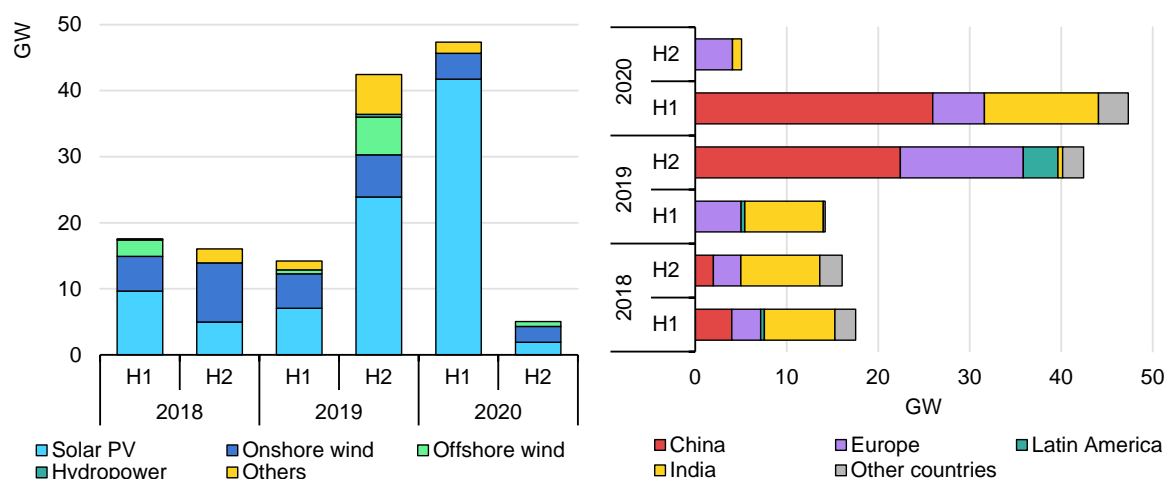 GW
50
40
30
20
10
0
H1 H2 H1 H2 H1 H2
2018 2019 2020
Solar PV Onshore wind Offshore wind
Hydropower Others
2020 H2
H1
2019 H2
H1
2018 H2
H1
0 10 20 30 40 50
GW
China Europe Latin America
India Other countries